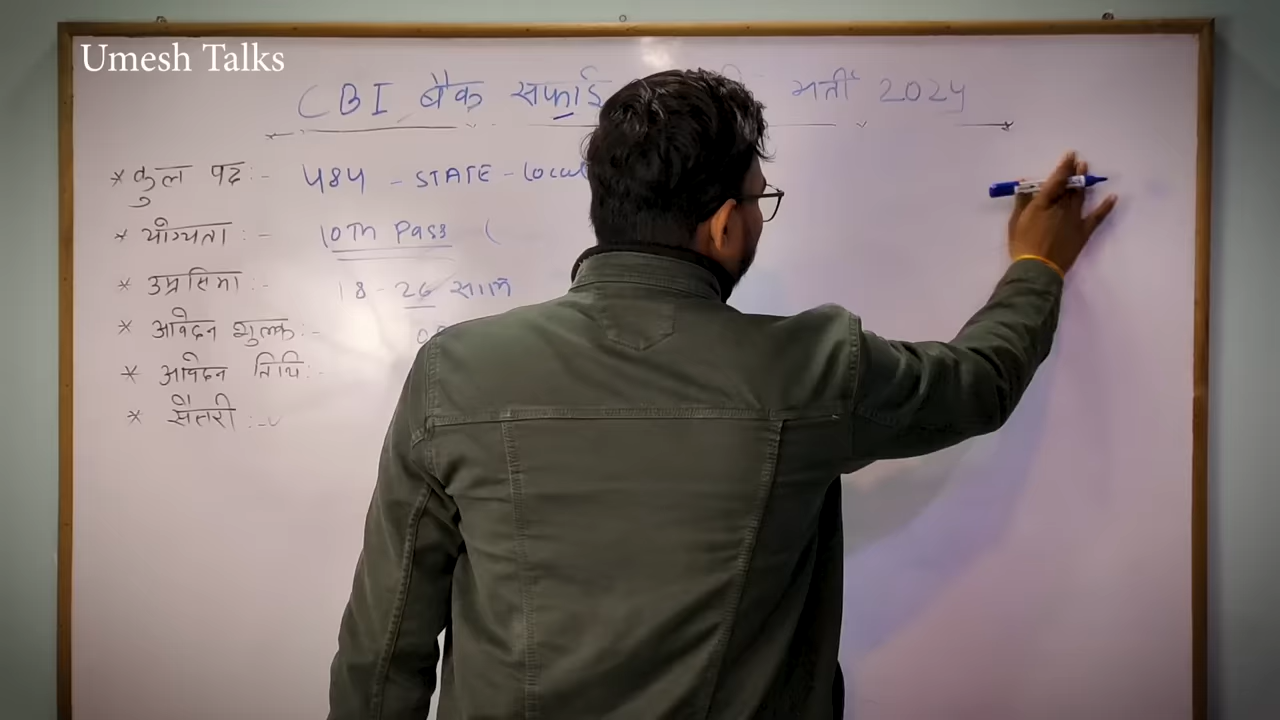 Umesh Talks
CBI बैंक सफाई भर्ती 2024
* कुल पद :- 484 - STATE - Local
* योग्यता :- 10Th Pass (
* उम्रसिमा :- 18 - 26 साल
* आवेदन शुल्क :-
* आवेदन तिथि :-
* सैलरी :-